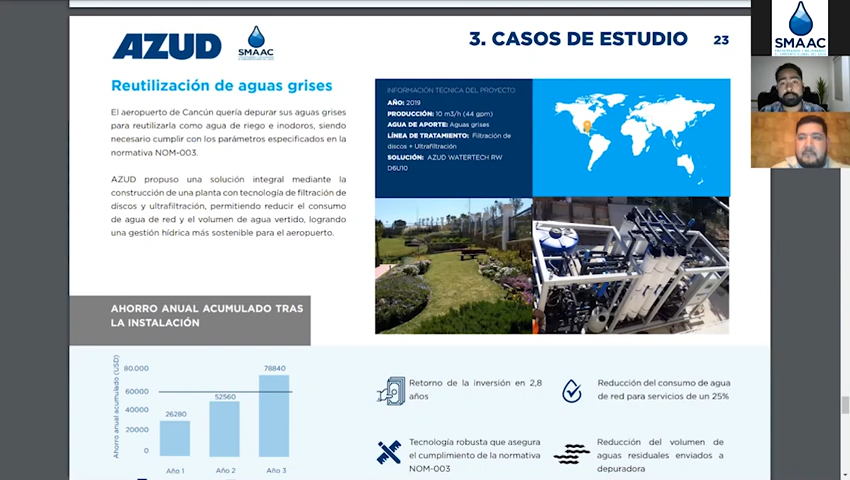 AZUD
SMAAC
3. CASOS DE ESTUDIO
23
SMAAC
Reutilización de aguas grises
El aeropuerto de Cancún quería depurar sus aguas grises
para reutilizarla como agua de riego e inodoros, siendo
necesario cumplir con los parámetros especificados en la
normativa NOM-003.
AZUD propuso una solución integral mediante la
construcción de una planta con tecnología de filtración de
discos y ultrafiltración, permitiendo reducir el consumo
de agua de red y el volumen de agua vertido, logrando
una gestión hídrica más sostenible para el aeropuerto.
INFORMACIÓN TÉCNICA DEL PROYECTO
AÑO: 2019
PRODUCCIÓN: 10 m3/h (44 gpm)
AGUA DE APORTE: Aguas grises
LÍNEA DE TRATAMIENTO: Filtración de
discos + Ultrafiltración
SOLUCIÓN: AZUD WATERTECH RW
D6U10
AHORRO ANUAL ACUMULADO TRAS
LA INSTALACIÓN
Ahorro anual acumulado (USD)
80.000
60000
40000
20000
0
26280
52560
78840
Año 1
Año 2
Año 3
Retorno de la inversión en 2,8
años
Reducción del consumo de agua
de red para servicios de un 25%
Tecnología robusta que asegura
el cumplimiento de la normativa
NOM-003
Reducción del volumen de
aguas residuales enviados a
depuradora